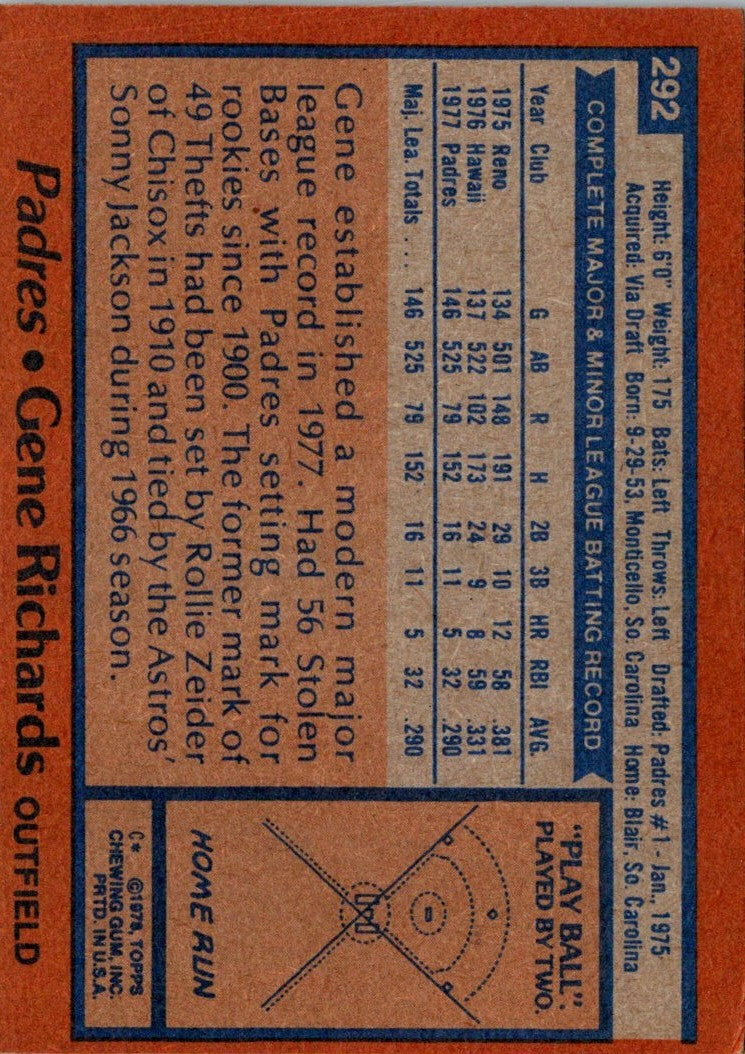 292
Height: 6'0" Weight: 175 Bats: Left Throws: Left Drafted: Padres #1 - Jan., 1975
Acquired: Via Draft Born: 9-29-53, Monticello, So. Carolina Home: Blair, So. Carolina
COMPLETE MAJOR & MINOR LEAGUE BATTING RECORD
Year Club G AB R H 2B 3B HR RBI AVG.
1975 Reno 134 501 148 191 29 10 12 58 .381
1976 Hawaii 137 522 102 173 24 9 8 59 .331
1977 Padres 146 525 79 152 16 11 5 32 .290
Maj. Lea. Totals .... 146 525 79 152 16 11 5 32 .290
Gene established a modern major
league record in 1977. Had 56 Stolen
Bases with Padres setting mark for
rookies since 1900. The former mark of
49 Thefts had been set by Rollie Zeider
of Chisox in 1910 and tied by the Astros'
Sonny Jackson during 1966 season.
"PLAY BALL".
PLAYED BY TWO.
HOME RUN
C* ©1978, TOPPS
CHEWING GUM, INC.
PRTD. IN U.S.A.
Padres • Gene Richards OUTFIELD